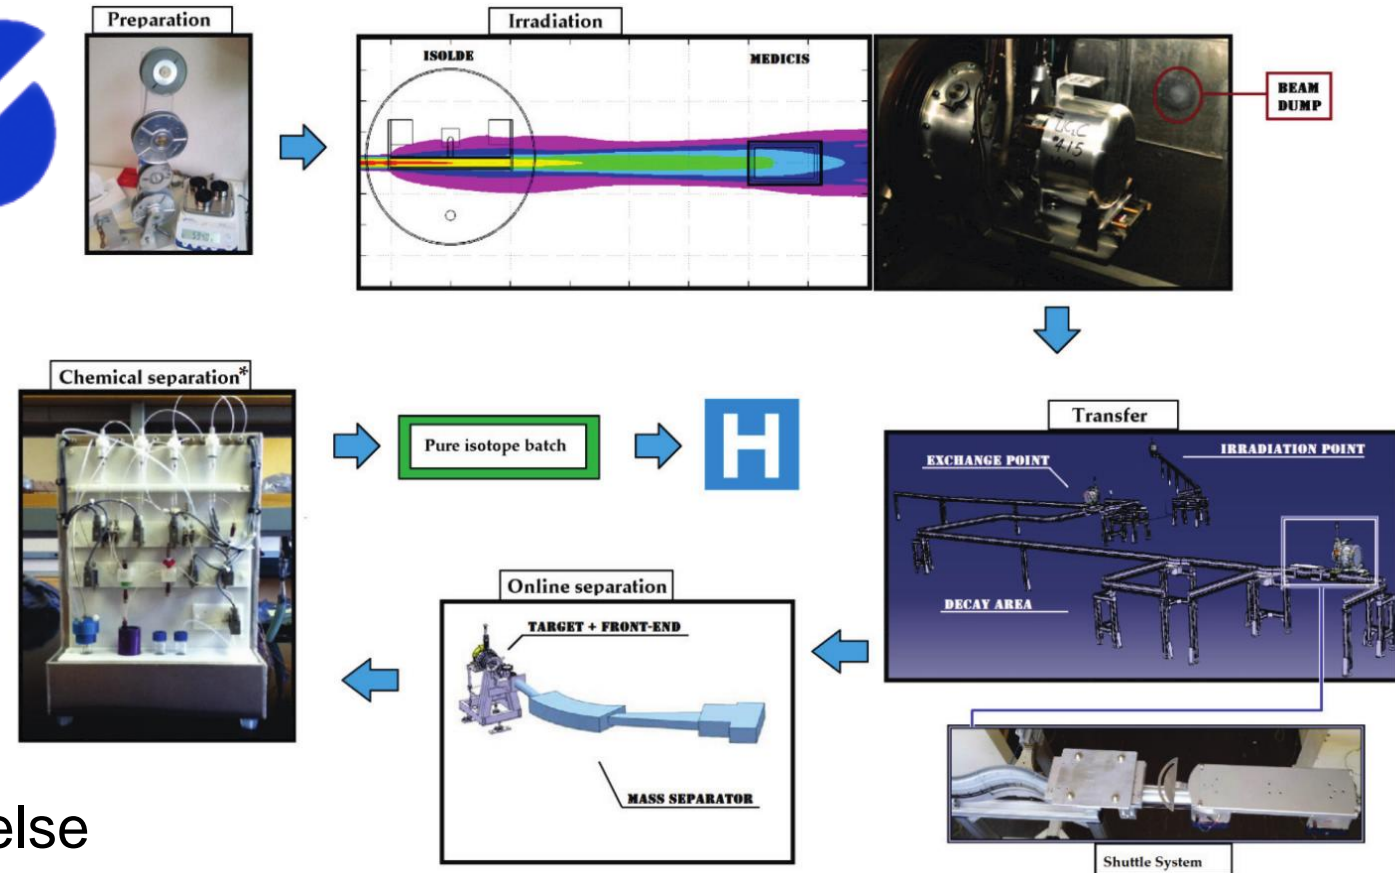 Preparation
Irradiation
ISOLDE
MEDICIS
BEAM
DUMP
415
Chemical separation*
Pure isotope batch
H
Transfer
EXCHANGE POINT
IRRADIATION POINT
DECAY AREA
Online separation
TARGET + FRONT-END
MASS SEPARATOR
Shuttle System
else